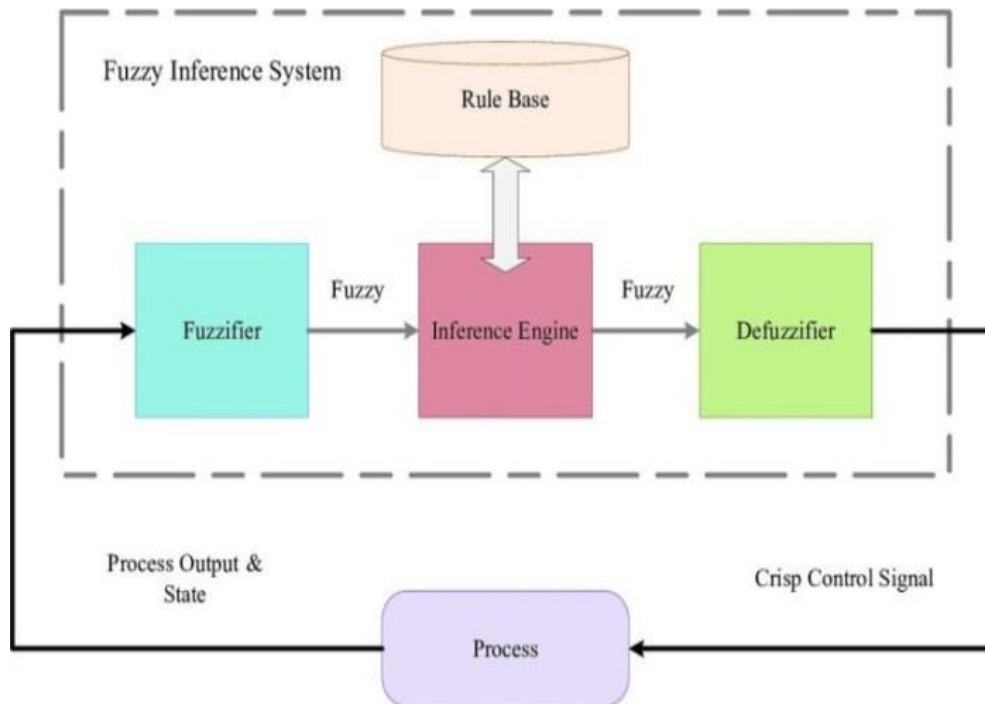 Fuzzy Inference System
Rule Base
Fuzzy
Fuzzy
Fuzzifier
Inference Engine
Defuzzifier
Process Output &
State
Crisp Control Signal
Process